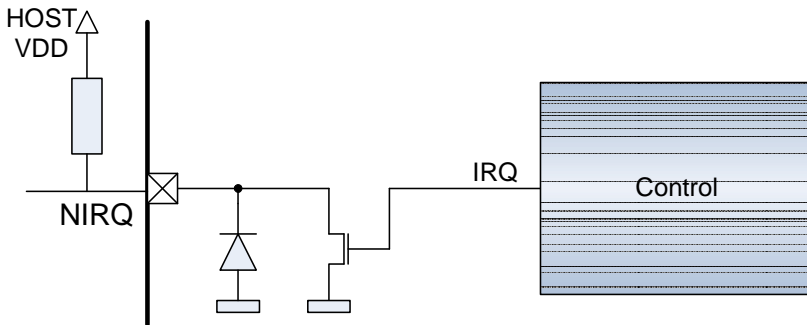 HOST
VDD
NIRQ
IRQ
Control